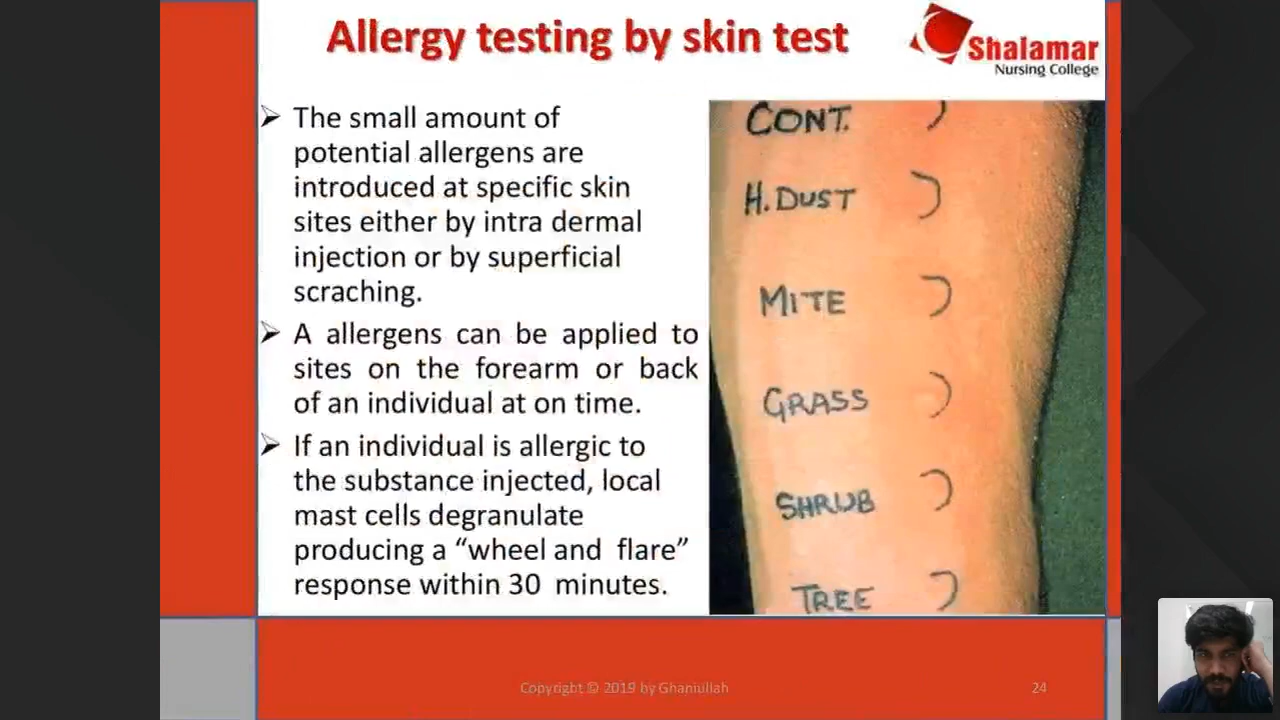 Allergy testing by skin test
Shalamar
Nursing College
➢ The small amount of
potential allergens are
introduced at specific skin
sites either by intra dermal
injection or by superficial
scraching.
➢ A allergens can be applied to
sites on the forearm or back
of an individual at on time.
➢ If an individual is allergic to
the substance injected, local
mast cells degranulate
producing a “wheel and flare”
response within 30 minutes.
CONT.
H. DUST
MITE
GRASS
SHRUB
TREE
Copyright © 2019 by Ghaniullah
24